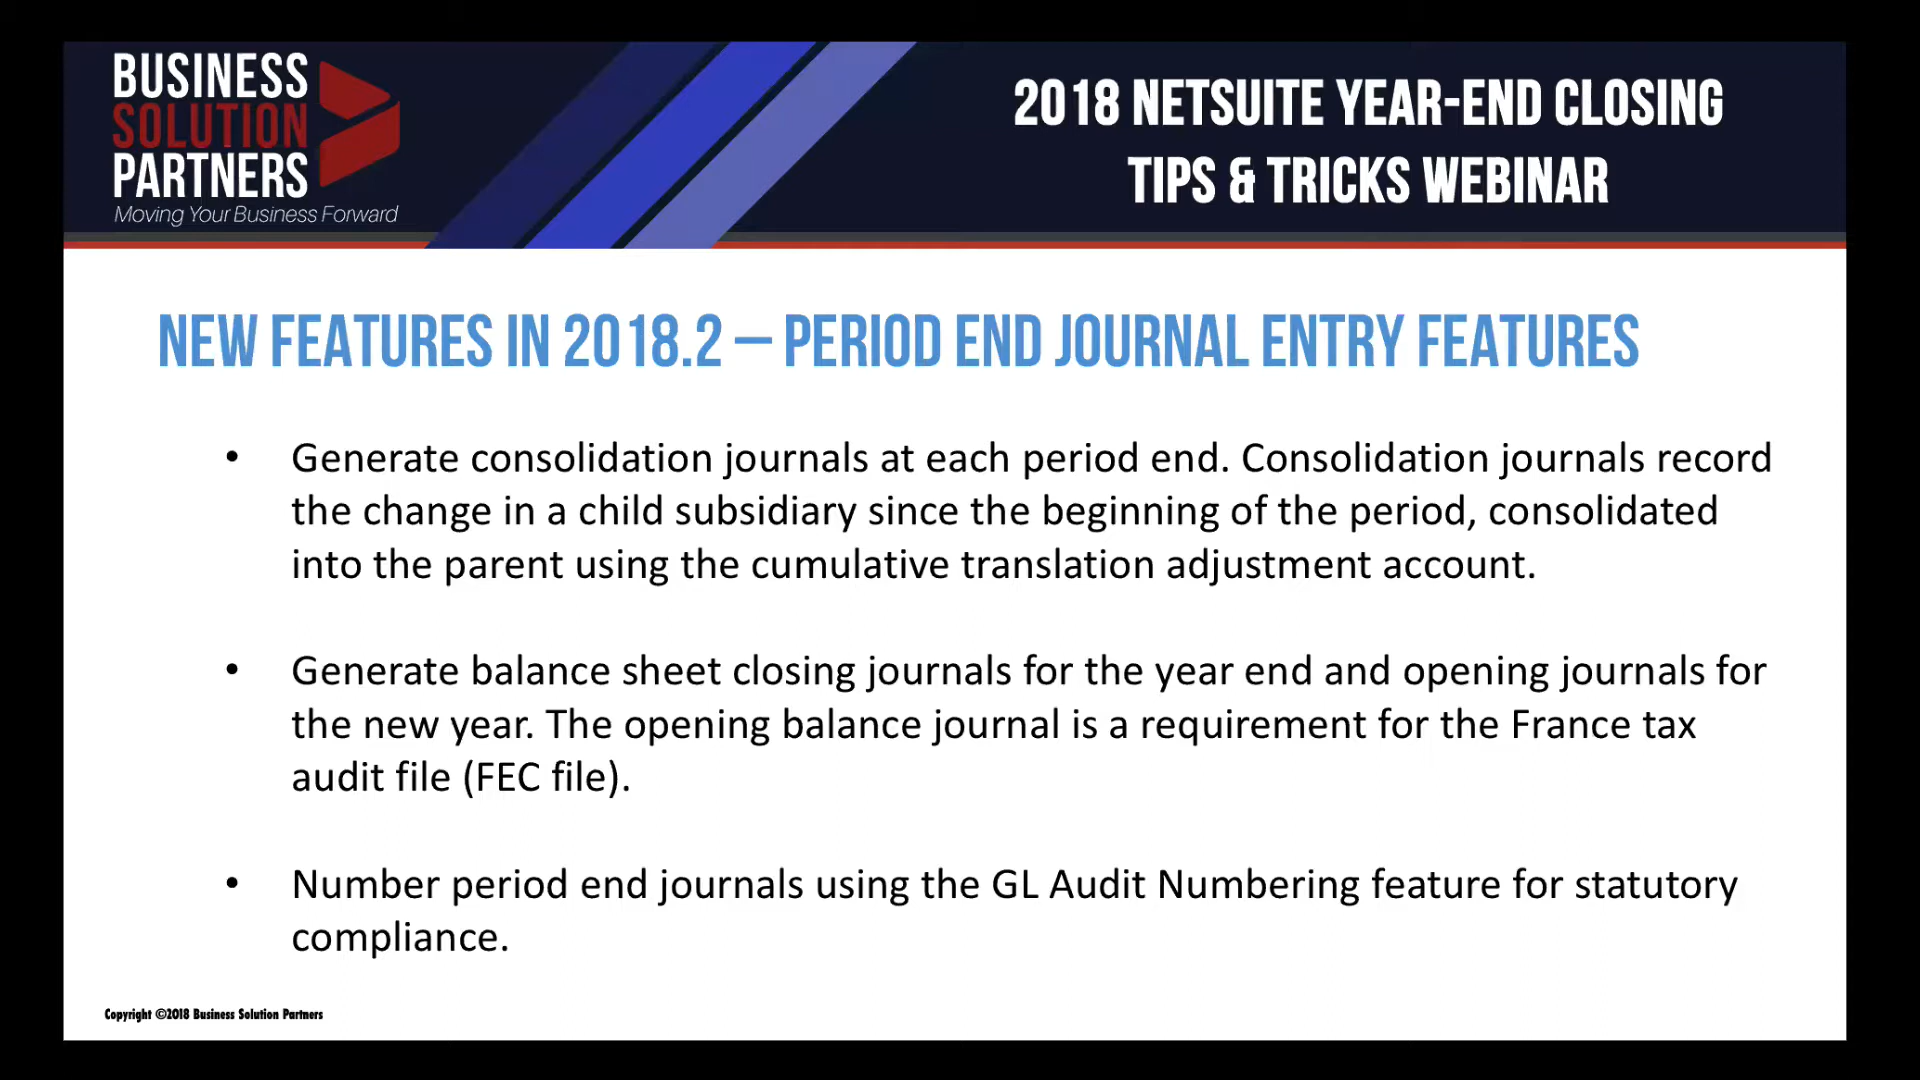 BUSINESS
SOLUTION
PARTNERS
Moving Your Business Forward
2018 NETSUITE YEAR-END CLOSING
TIPS & TRICKS WEBINAR
NEW FEATURES IN 2018.2 – PERIOD END JOURNAL ENTRY FEATURES
• Generate consolidation journals at each period end. Consolidation journals record
the change in a child subsidiary since the beginning of the period, consolidated
into the parent using the cumulative translation adjustment account.
• Generate balance sheet closing journals for the year end and opening journals for
the new year. The opening balance journal is a requirement for the France tax
audit file (FEC file).
• Number period end journals using the GL Audit Numbering feature for statutory
compliance.
Copyright ©2018 Business Solution Partners